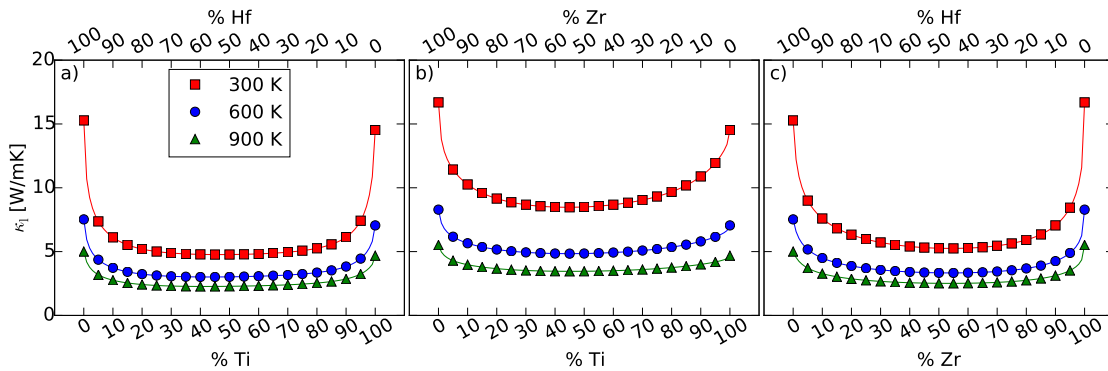 % Hf
% Zr
% Hf
100 90 80 70 60 50 40 30 20 10 0
100 90 80 70 60 50 40 30 20 10 0
100 90 80 70 60 50 40 30 20 10 0
20
15
10
5
0
κl [W/mK]
a)
300 K
600 K
900 K
b)
c)
0 10 20 30 40 50 60 70 80 90 100
0 10 20 30 40 50 60 70 80 90 100
0 10 20 30 40 50 60 70 80 90 100
% Ti
% Ti
% Zr